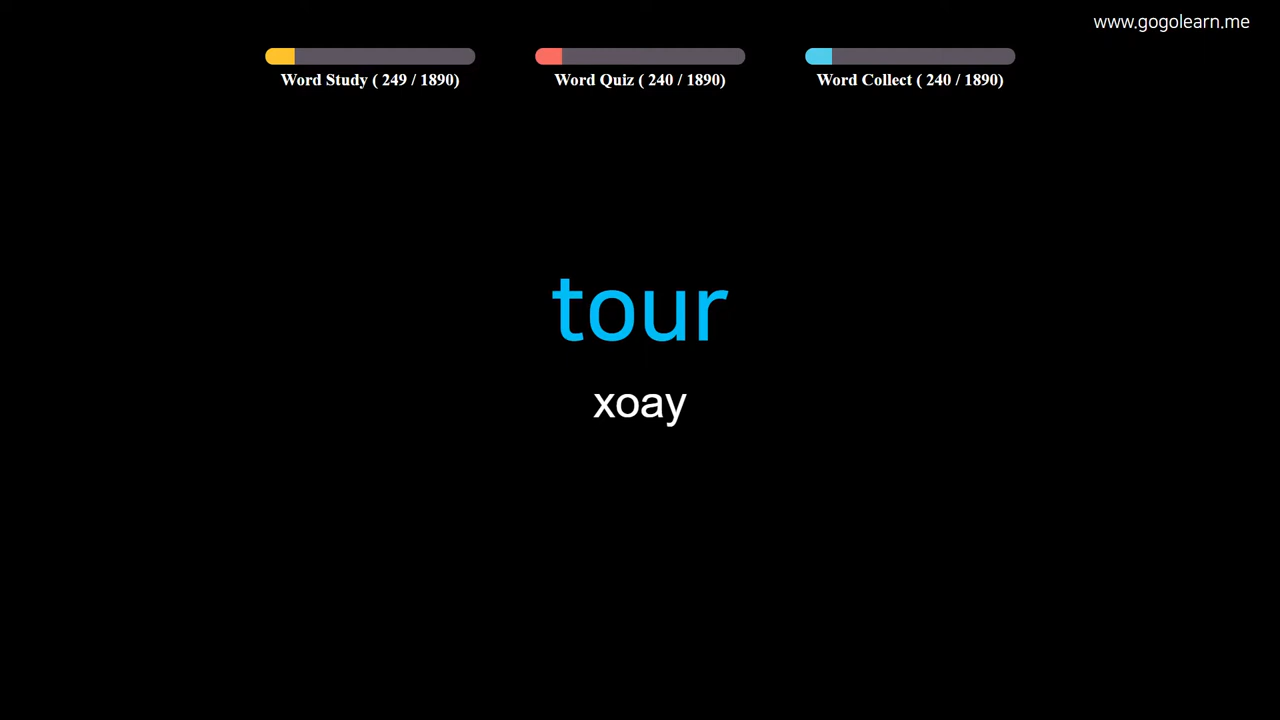 www.gogolearn.me
Word Study ( 249 / 1890)
Word Quiz ( 240 / 1890)
Word Collect ( 240 / 1890)
tour
xoay